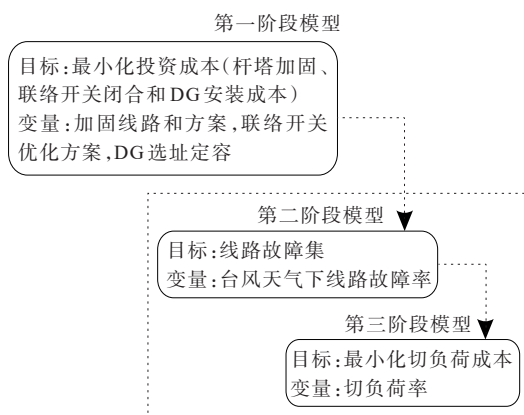 第一阶段模型
目标:最小化投资成本(杆塔加固、
联络开关闭合和DG安装成本)
变量:加固线路和方案,联络开关
优化方案,DG选址定容
第二阶段模型
目标:线路故障集
变量:台风天气下线路故障率
第三阶段模型
目标:最小化切负荷成本
变量:切负荷率